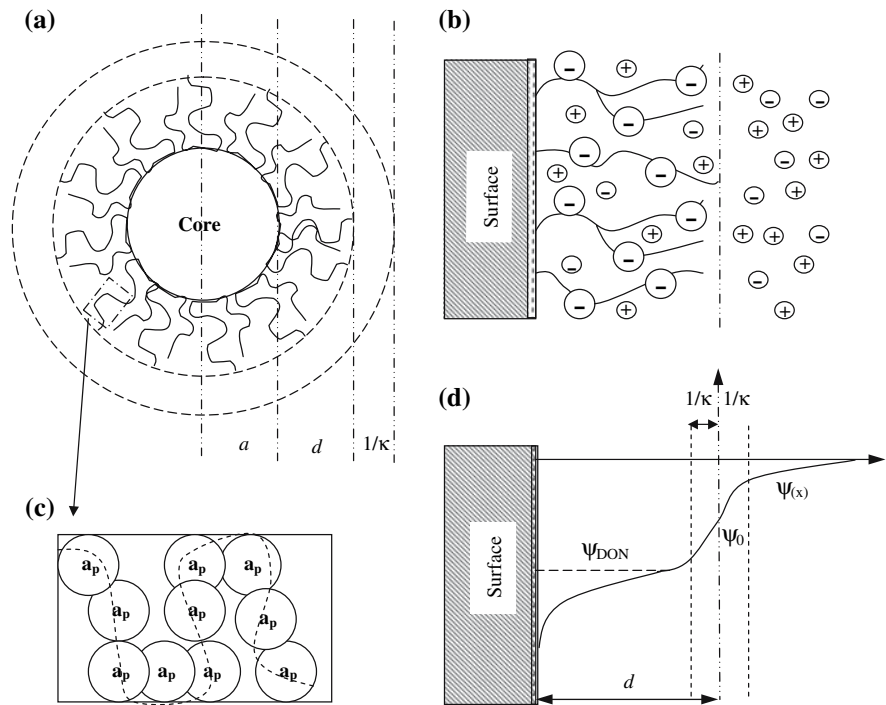 (a)
Core
a
d
1/κ
(b)
Surface
− + −
+ −
− −
− +
+ −
− +
− −
−
− +
+
−
− +
+
−
+
−
+ + −
+
−
+
(c)
a_p a_p a_p
a_p a_p a_p
a_p a_p a_p a_p
(d)
1/κ 1/κ
Surface
ψ_DON
ψ_0
ψ_(x)
d